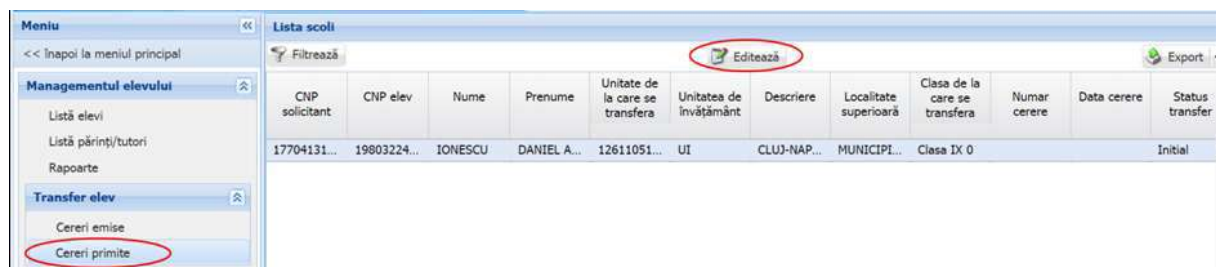 Meniu
<< Înapoi la meniul principal
Managementul elevului
Listă elevi
Listă părinți/tutori
Rapoarte
Transfer elev
Cereri emise
Cereri primite
Lista scoli
Filtrează Editează Export
CNP solicitant CNP elev Nume Prenume Unitate de la care se transfera Unitatea de învățământ Descriere Localitate superioară Clasa de la care se transfera Numar cerere Data cerere Status transfer
17704131... 19803224... IONESCU DANIEL A... 12611051... UI CLUJ-NAP... MUNICIPI... Clasa IX 0 Initial